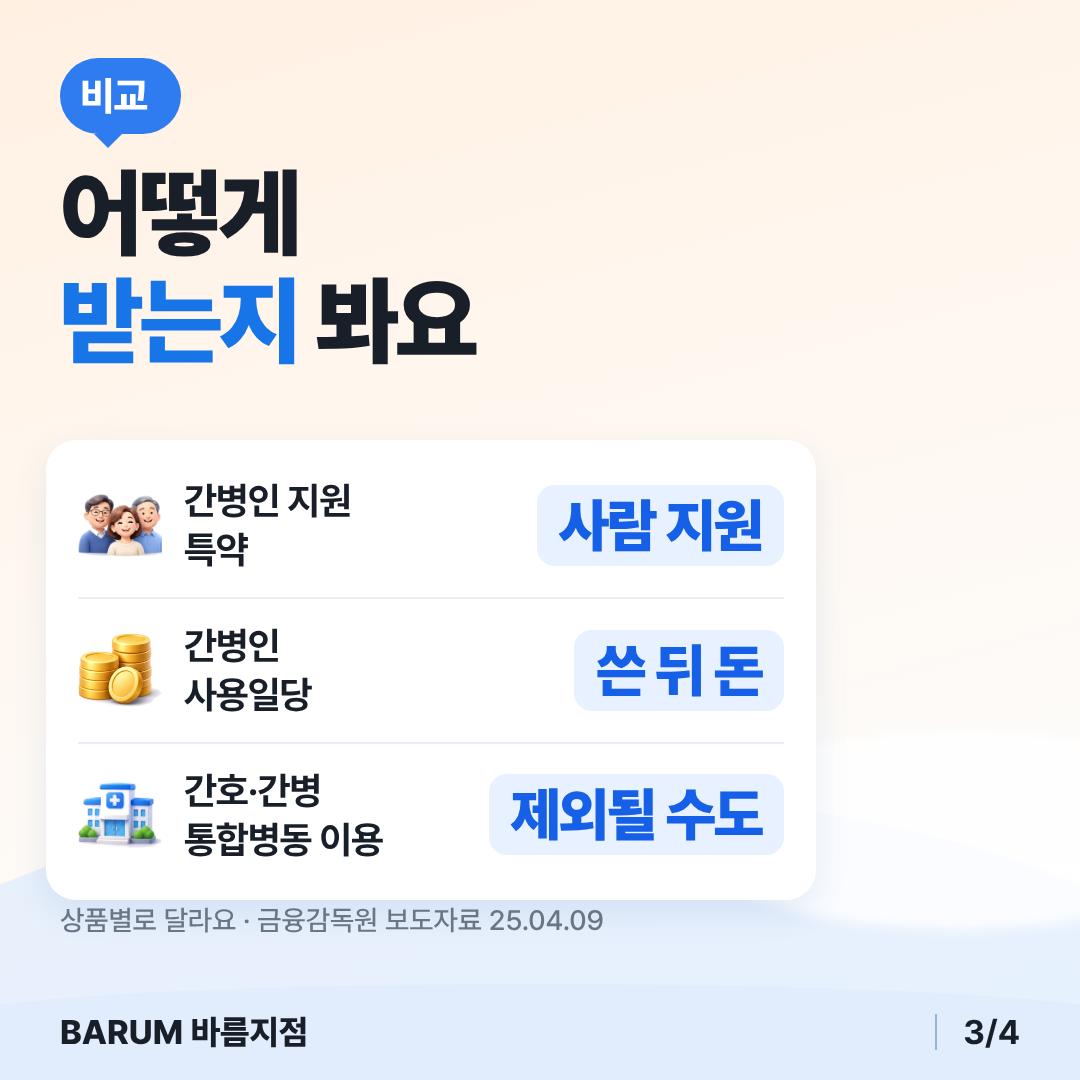 비교
어떻게
받는지 봐요
간병인 지원
특약
사람 지원
간병인
사용일당
쓴 뒤 돈
간호·간병
통합병동 이용
제외될 수도
상품별로 달라요 · 금융감독원 보도자료 25.04.09
BARUM 바름지점
3/4